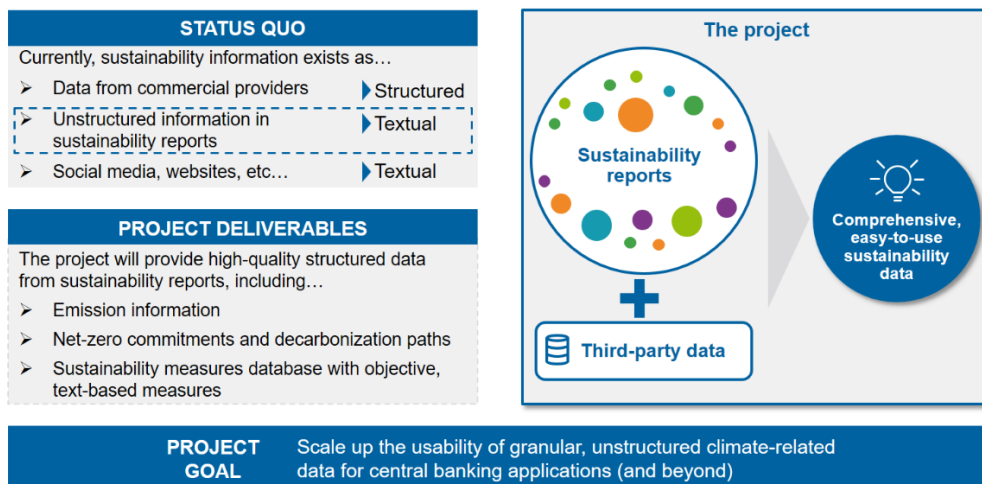 STATUS QUO
Currently, sustainability information exists as…
➢ Data from commercial providers
Structured
➢ Unstructured information in
sustainability reports
Textual
➢ Social media, websites, etc…
Textual
PROJECT DELIVERABLES
The project will provide high-quality structured data
from sustainability reports, including…
➢ Emission information
➢ Net-zero commitments and decarbonization paths
➢ Sustainability measures database with objective,
text-based measures
The project
Sustainability
reports
Third-party data
Comprehensive,
easy-to-use
sustainability
data
PROJECT
GOAL
Scale up the usability of granular, unstructured climate-related
data for central banking applications (and beyond)